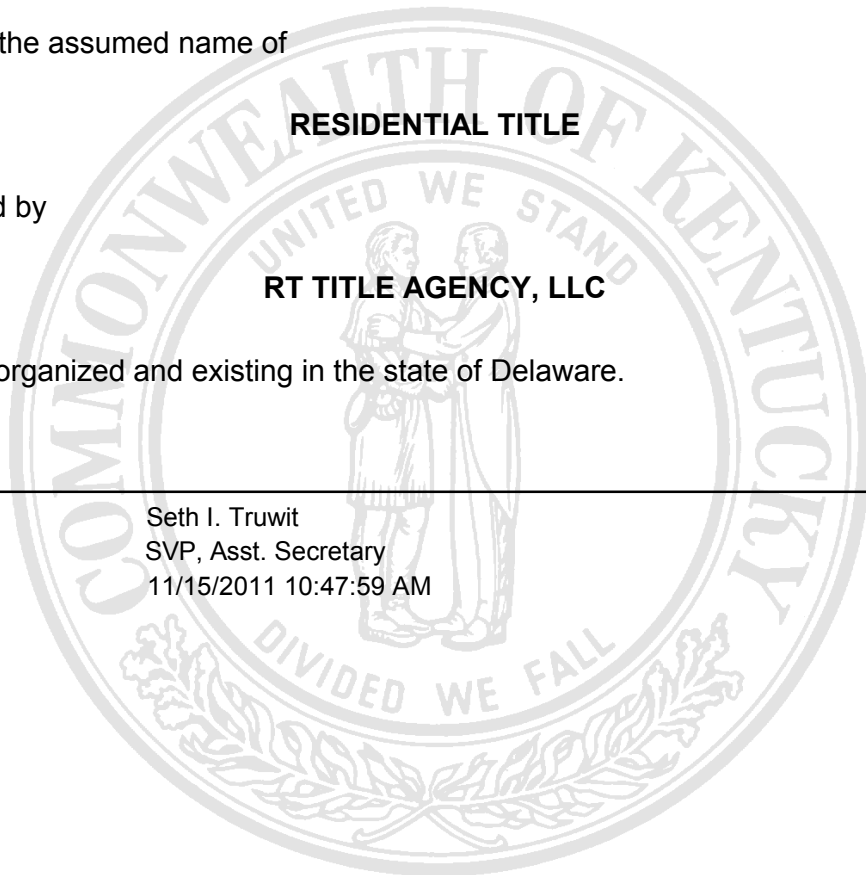 the assumed name of
RESIDENTIAL TITLE
d by
RT TITLE AGENCY, LLC
organized and existing in the state of Delaware.
Seth I. Truwit
SVP, Asst. Secretary
11/15/2011 10:47:59 AM
COMMONWEALTH OF KENTUCKY
UNITED WE STAND
DIVIDED WE FALL